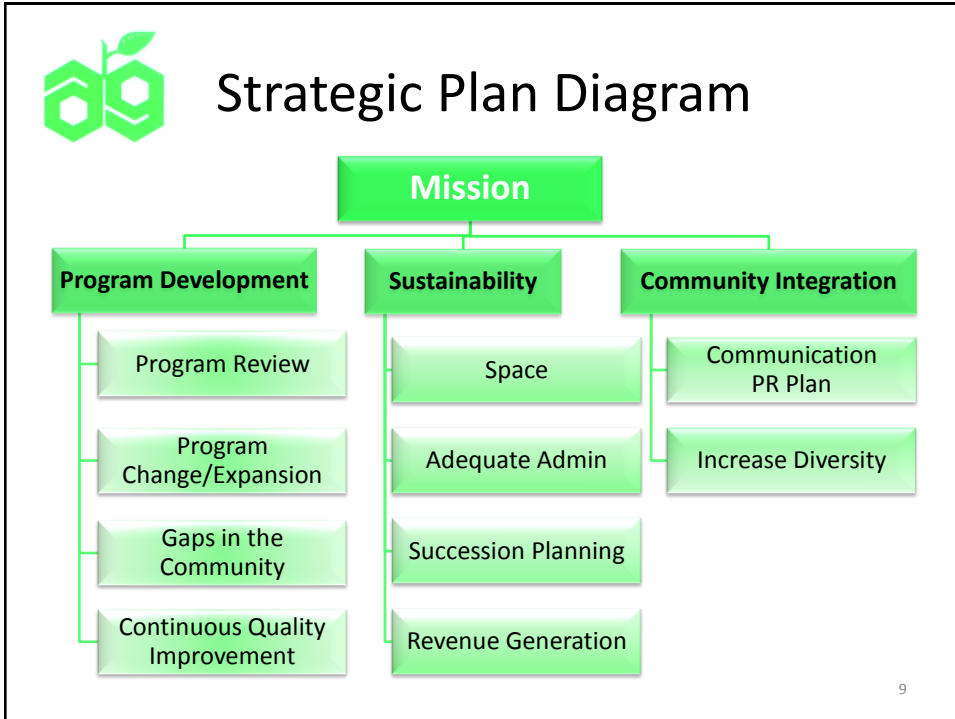 ag
Strategic Plan Diagram
Mission
Program Development
Program Review
Program
Change/Expansion
Gaps in the
Community
Continuous Quality
Improvement
Sustainability
Space
Adequate Admin
Succession Planning
Revenue Generation
Community Integration
Communication
PR Plan
Increase Diversity
9